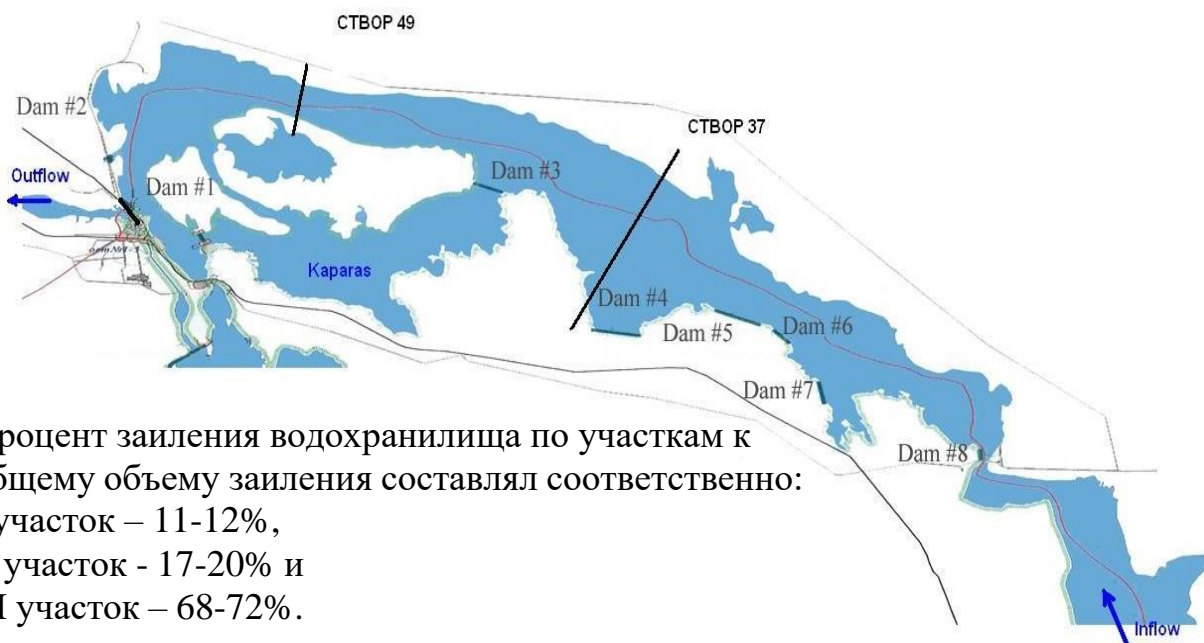 СТВОР 49
Dam #2
СТВОР 37
Outflow
Dam #1
Dam #3
Kaparas
Dam #4
Dam #5
Dam #6
Dam #7
Dam #8
роцент заиления водохранилища по участкам к
бщему объему заиления составлял соответственно:
участок – 11-12%,
участок - 17-20% и
I участок – 68-72%.
Inflow